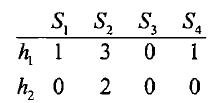 S₁ S₂ S₃ S₄
h₁ 1 3 0 1
h₂ 0 2 0 0